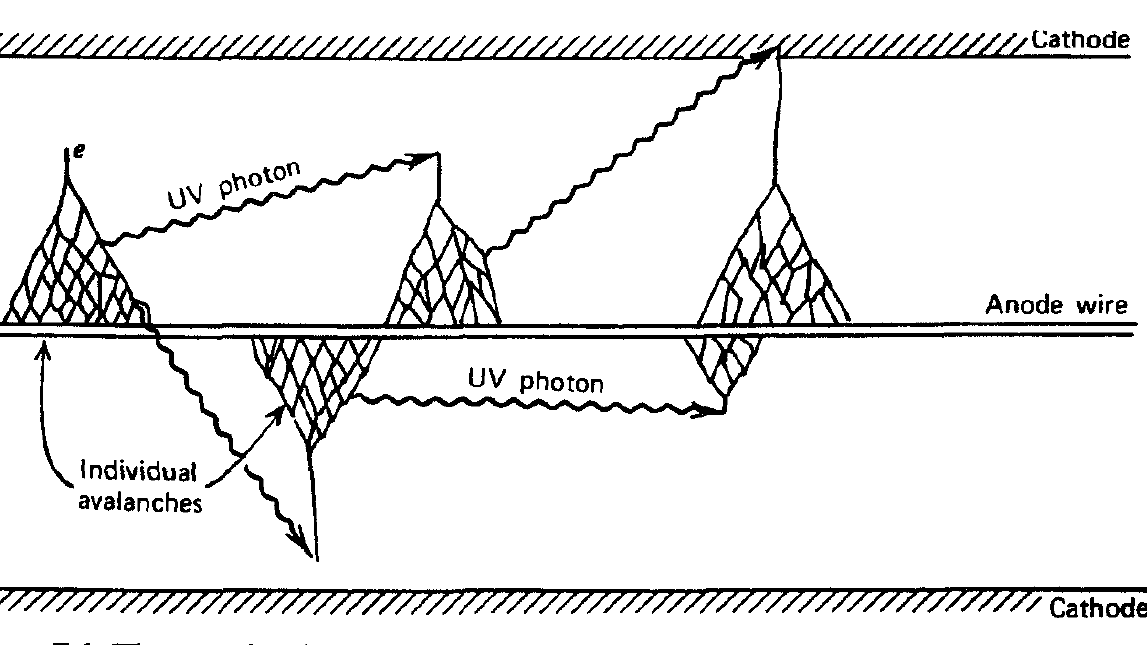 Cathode
e
UV photon
Anode wire
UV photon
Individual
avalanches
Cathode